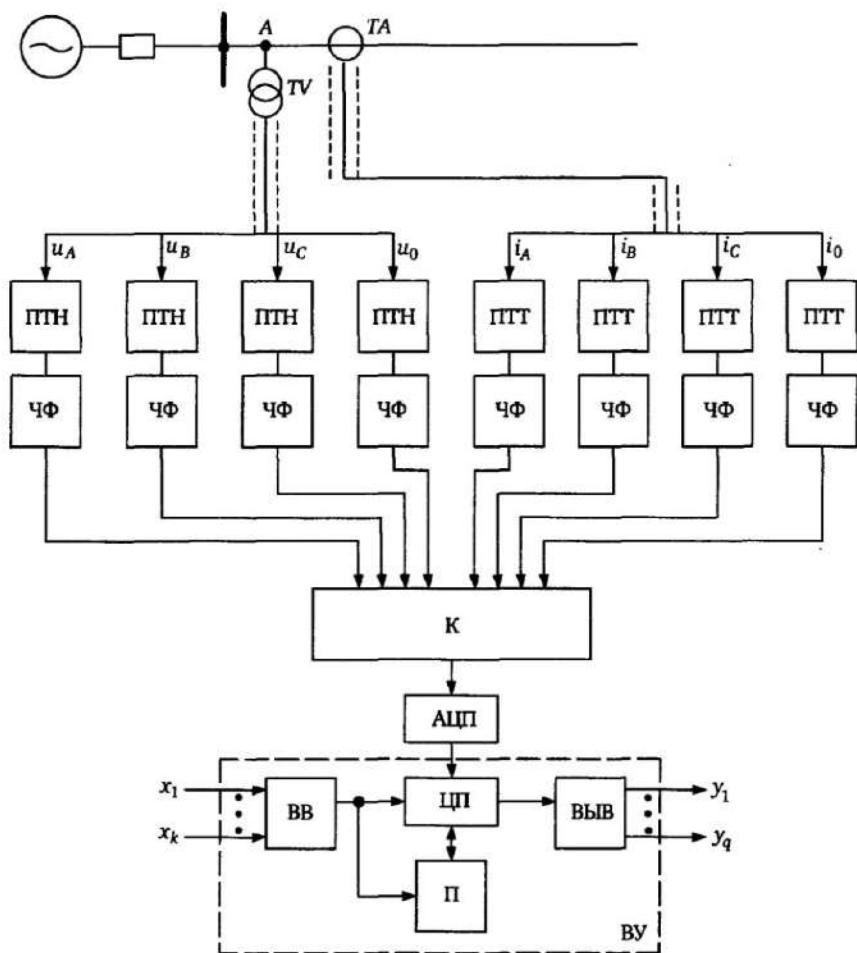 A TA
TV
u_A u_B u_C u_0 i_A i_B i_C i_0
ПТН ПТН ПТН ПТН ПТТ ПТТ ПТТ ПТТ
ЧФ ЧФ ЧФ ЧФ ЧФ ЧФ ЧФ ЧФ
К
АЦП
x_1 ВВ ЦП ВЫВ y_1
x_k y_q
П
ВУ